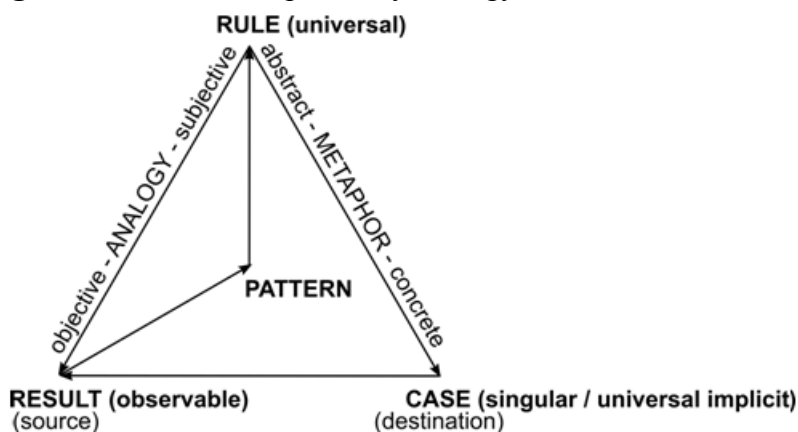 RULE (universal)
objective - ANALOGY - subjective
abstract - METAPHOR - concrete
PATTERN
RESULT (observable)
(source)
CASE (singular / universal implicit)
(destination)